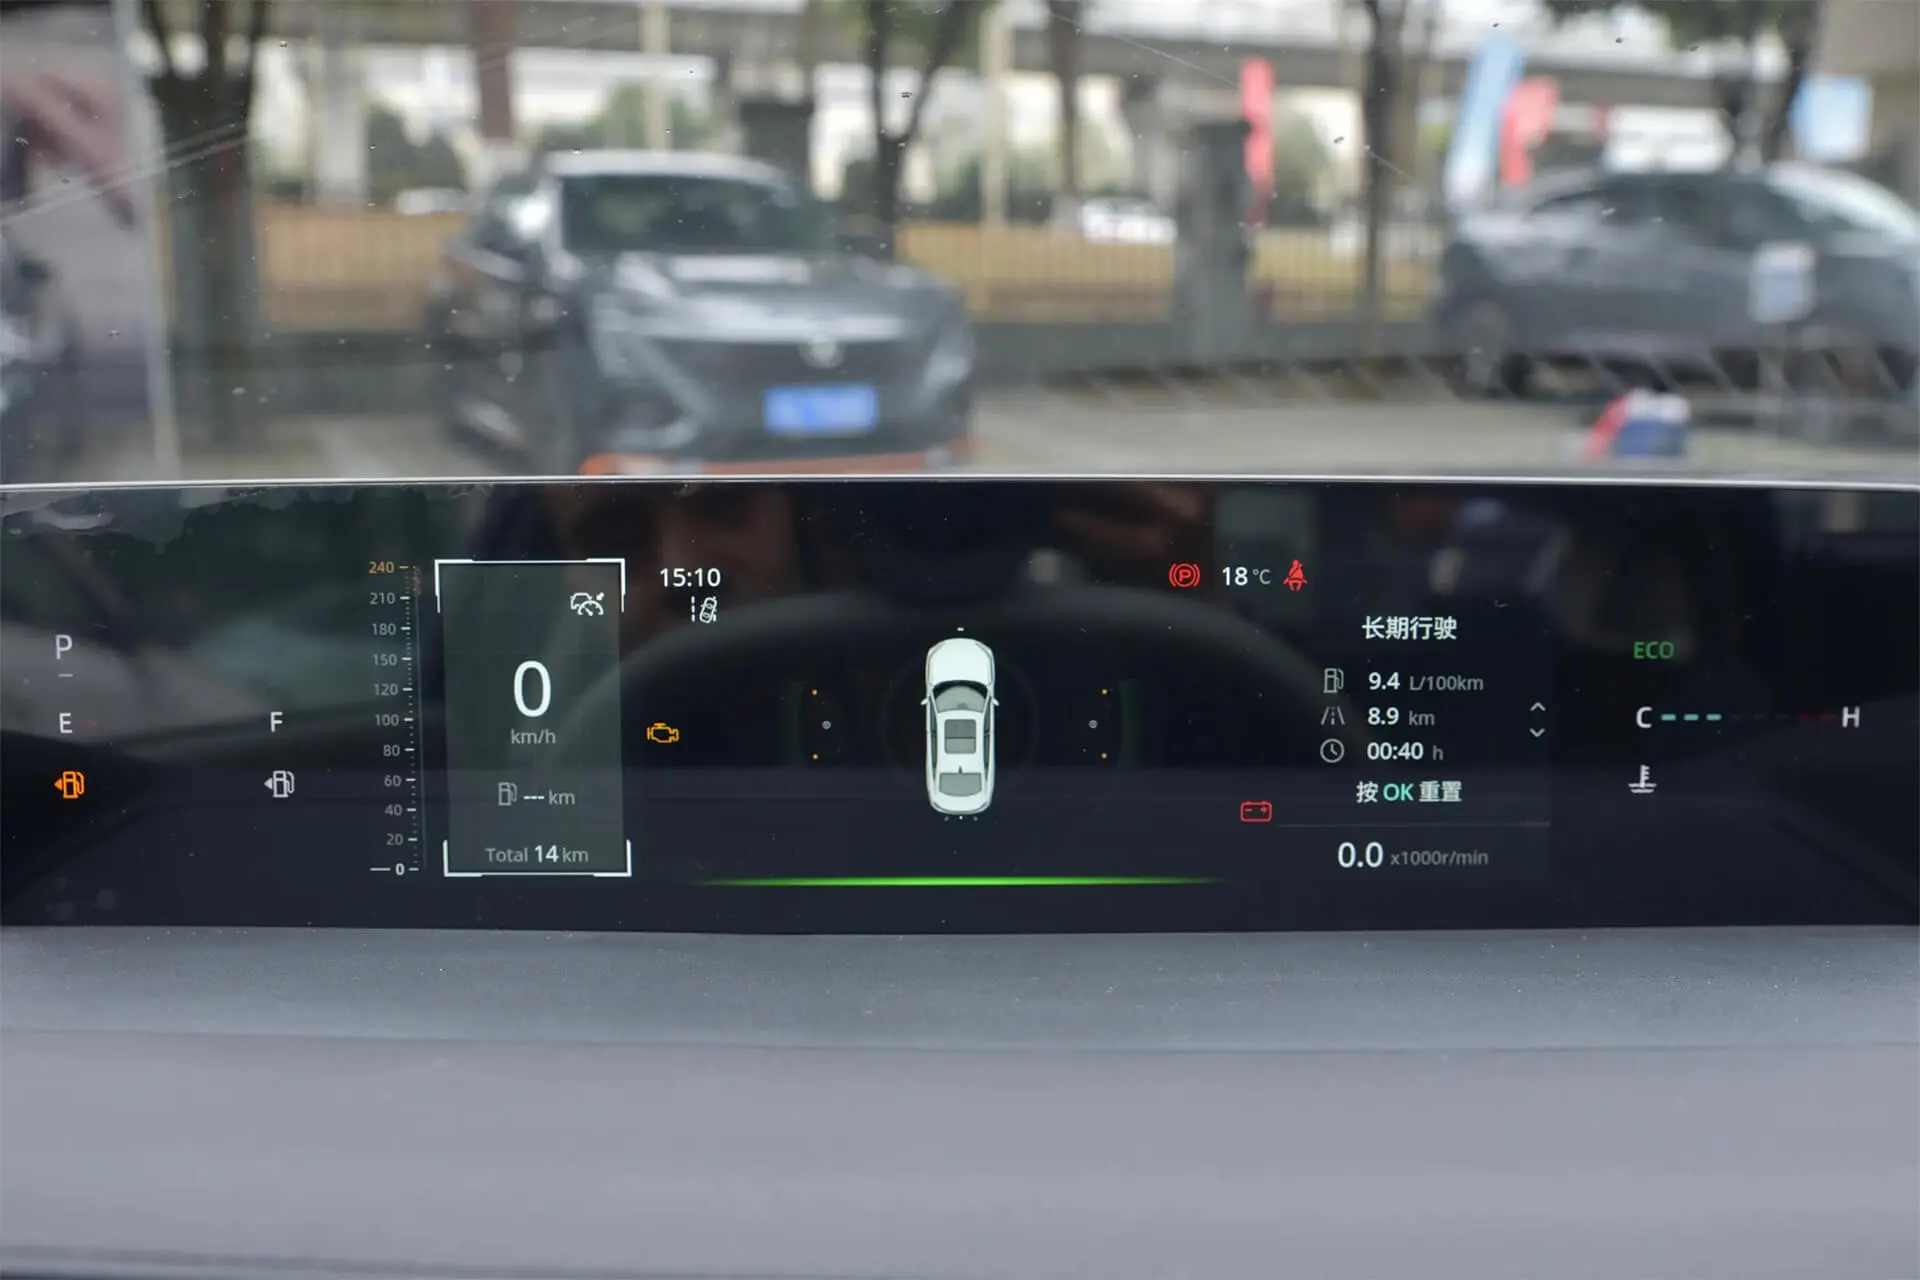 240
210
180
150
120
100
80
60
40
20
0
P
E
F
0
km/h
--- km
Total 14 km
15:10
P
18 °C
长期行驶
9.4 L/100km
8.9 km
00:40 h
按 OK 重置
0.0 x1000r/min
ECO
C
H